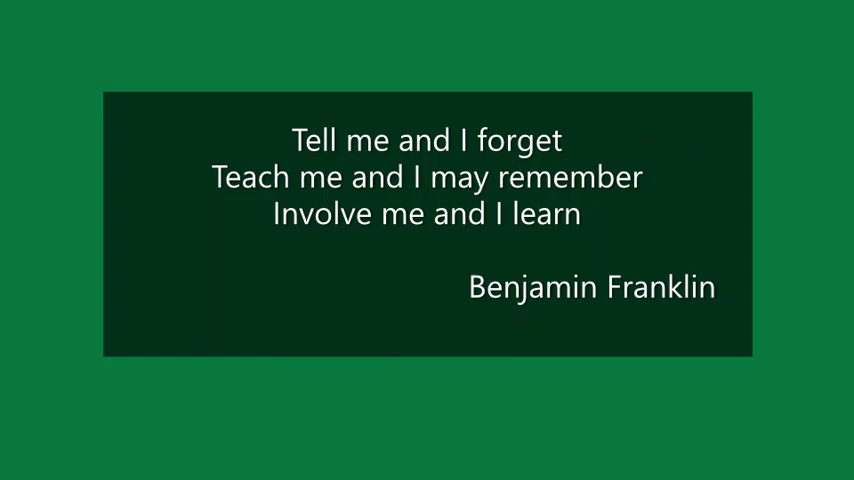 Tell me and I forget
Teach me and I may remember
Involve me and I learn
Benjamin Franklin